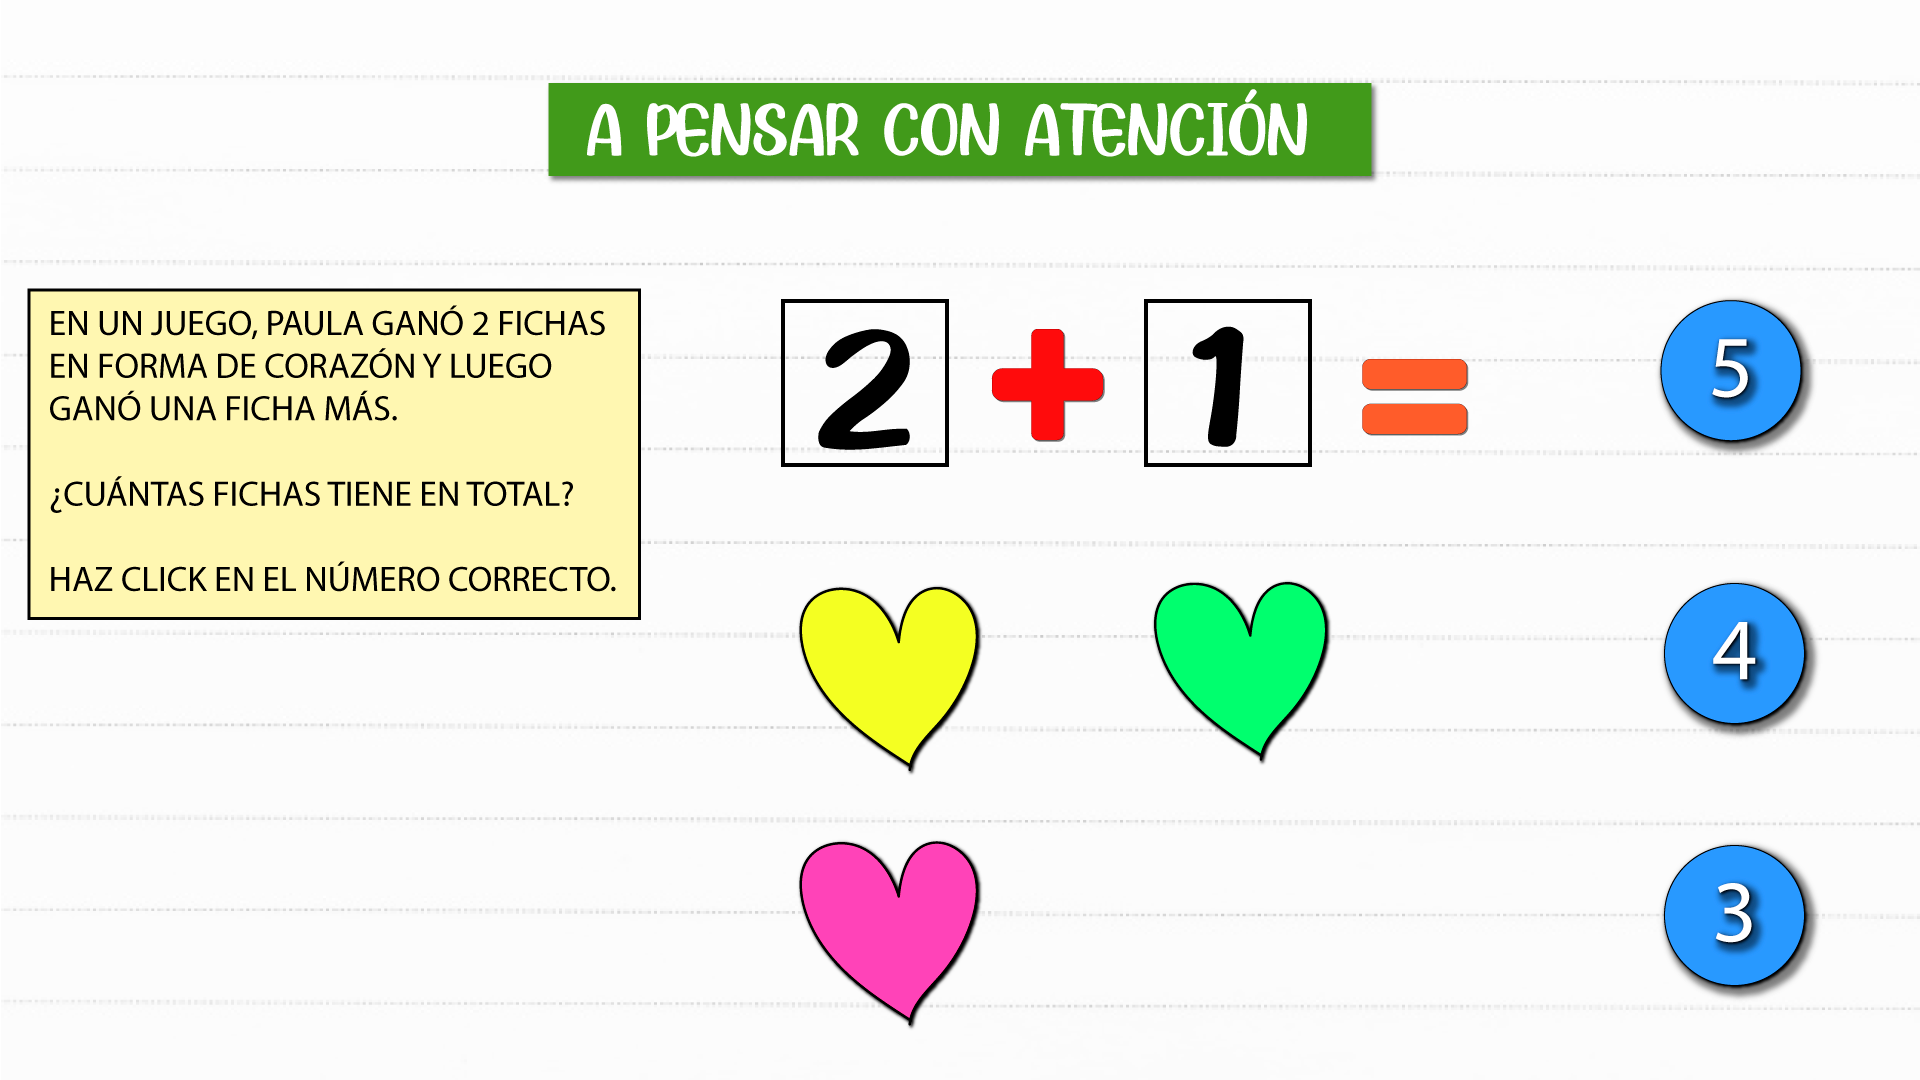 A PENSAR CON ATENCIÓN
EN UN JUEGO, PAULA GANÓ 2 FICHAS
EN FORMA DE CORAZÓN Y LUEGO
GANÓ UNA FICHA MÁS.
¿CUÁNTAS FICHAS TIENE EN TOTAL?
HAZ CLICK EN EL NÚMERO CORRECTO.
2 + 1 =
5
4
3